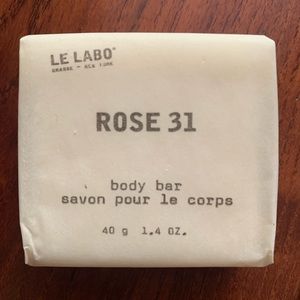 LE LABO®
GRASSE - NEW YORK
ROSE 31
body bar
savon pour le corps
40 g 1.4 OZ.